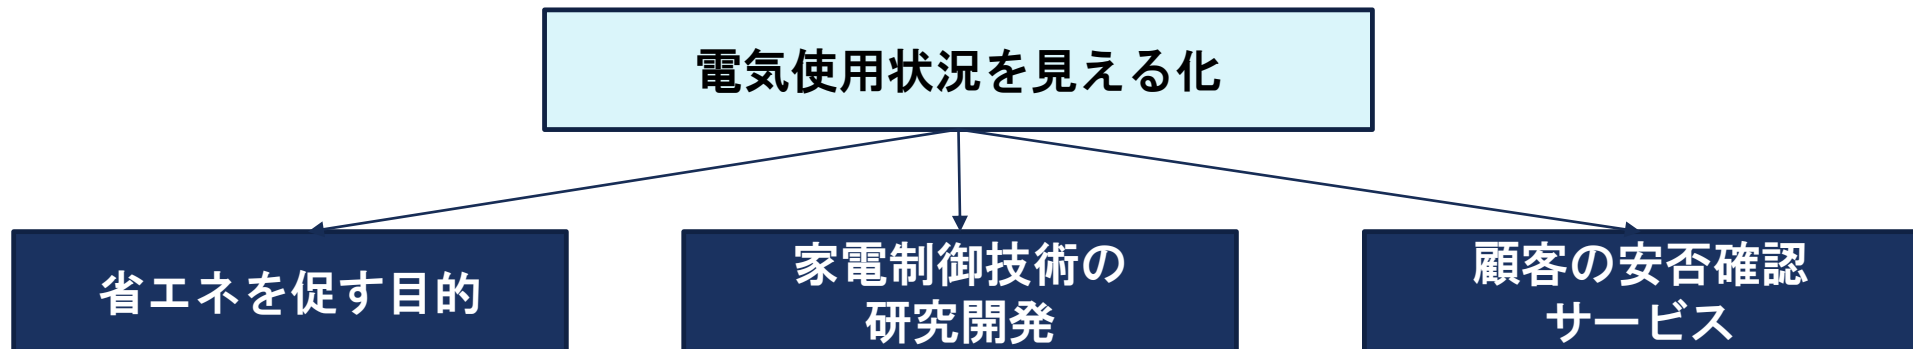 電気使用状況を見える化
省エネを促す目的
家電制御技術の
研究開発
顧客の安否確認
サービス